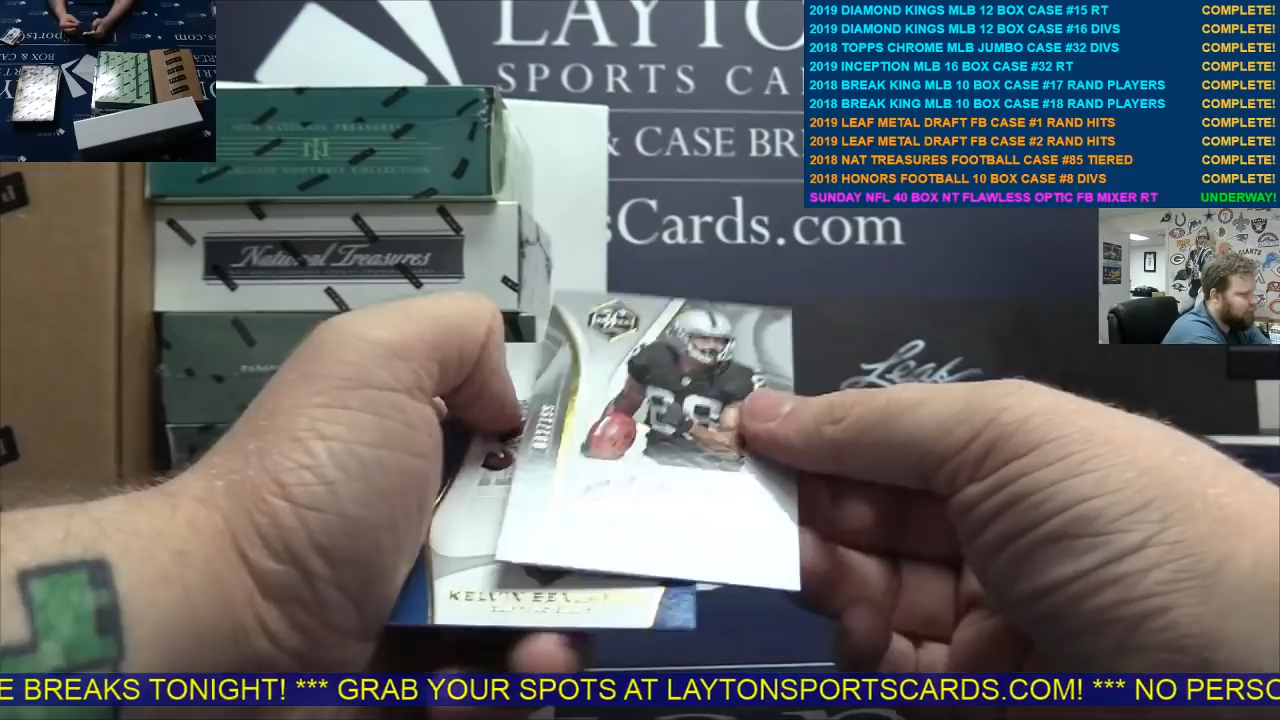 LAYTO
SPORTS CA
& CASE BR
sCards.com
Leaf
National Treasures
KELVIN
2019 DIAMOND KINGS MLB 12 BOX CASE #15 RT COMPLETE!
2019 DIAMOND KINGS MLB 12 BOX CASE #16 DIVS COMPLETE!
2018 TOPPS CHROME MLB JUMBO CASE #32 DIVS COMPLETE!
2019 INCEPTION MLB 16 BOX CASE #32 RT COMPLETE!
2018 BREAK KING MLB 10 BOX CASE #17 RAND PLAYERS COMPLETE!
2018 BREAK KING MLB 10 BOX CASE #18 RAND PLAYERS COMPLETE!
2019 LEAF METAL DRAFT FB CASE #1 RAND HITS COMPLETE!
2019 LEAF METAL DRAFT FB CASE #2 RAND HITS COMPLETE!
2018 NAT TREASURES FOOTBALL CASE #85 TIERED COMPLETE!
2018 HONORS FOOTBALL 10 BOX CASE #8 DIVS COMPLETE!
SUNDAY NFL 40 BOX NT FLAWLESS OPTIC FB MIXER RT UNDERWAY!
E BREAKS TONIGHT! *** GRAB YOUR SPOTS AT LAYTONSPORTSCARDS.COM! *** NO PERSO